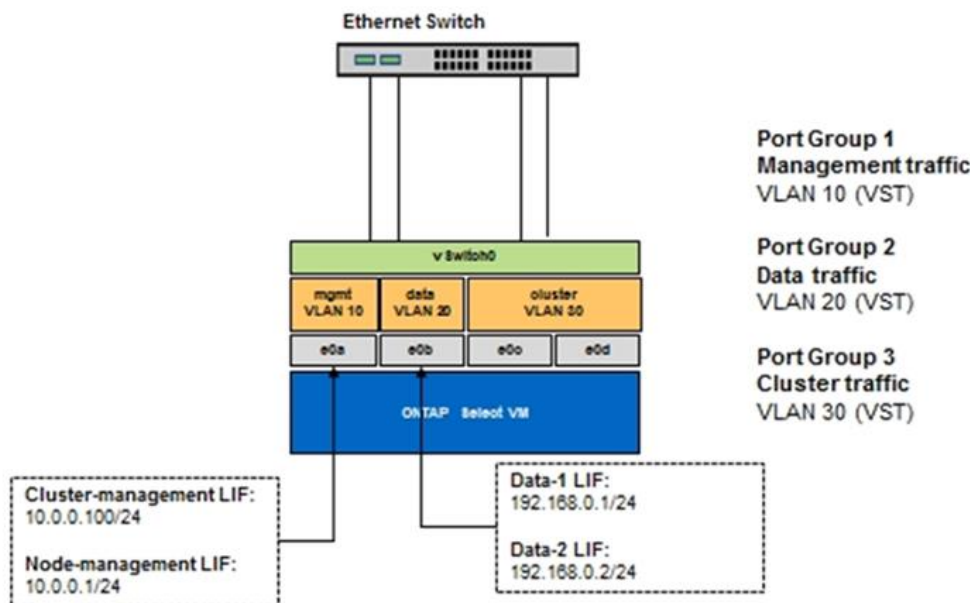 Ethernet Switch
Port Group 1
Management traffic
VLAN 10 (VST)
Port Group 2
Data traffic
VLAN 20 (VST)
Port Group 3
Cluster traffic
VLAN 30 (VST)
vSwitch0
mgmt
VLAN 10
data
VLAN 20
cluster
VLAN 30
e0a
e0b
e0c
e0d
ONTAP Select VM
Cluster-management LIF:
10.0.0.100/24
Node-management LIF:
10.0.0.1/24
Data-1 LIF:
192.168.0.1/24
Data-2 LIF:
192.168.0.2/24